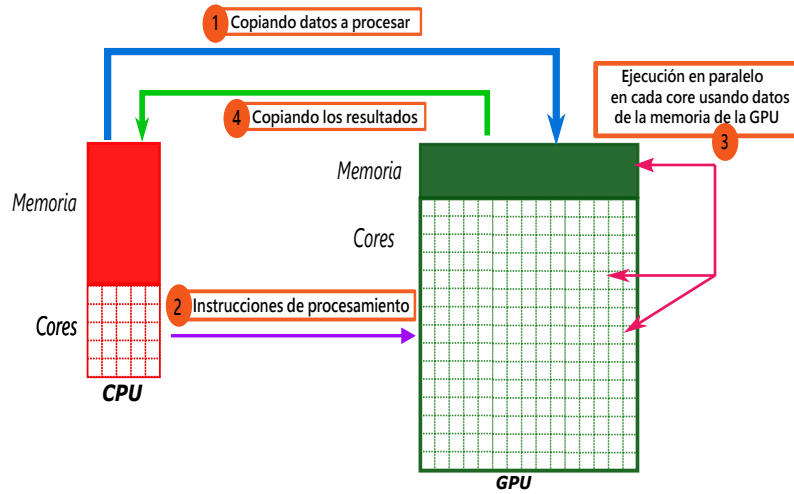 1 Copiando datos a procesar
4 Copiando los resultados
Ejecución en paralelo
en cada core usando datos
de la memoria de la GPU
3
Memoria
Memoria
Cores
2 Instrucciones de procesamiento
Cores
CPU
GPU